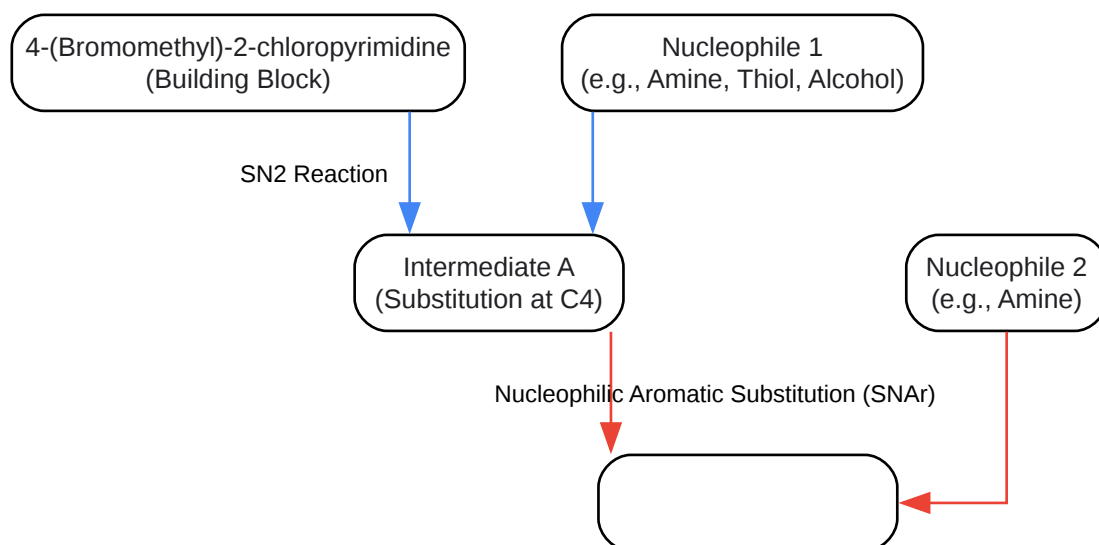 4-(Bromomethyl)-2-chloropyrimidine
(Building Block)
Nucleophile 1
(e.g., Amine, Thiol, Alcohol)
SN2 Reaction
Intermediate A
(Substitution at C4)
Nucleophile 2
(e.g., Amine)
Nucleophilic Aromatic Substitution (SNAr)